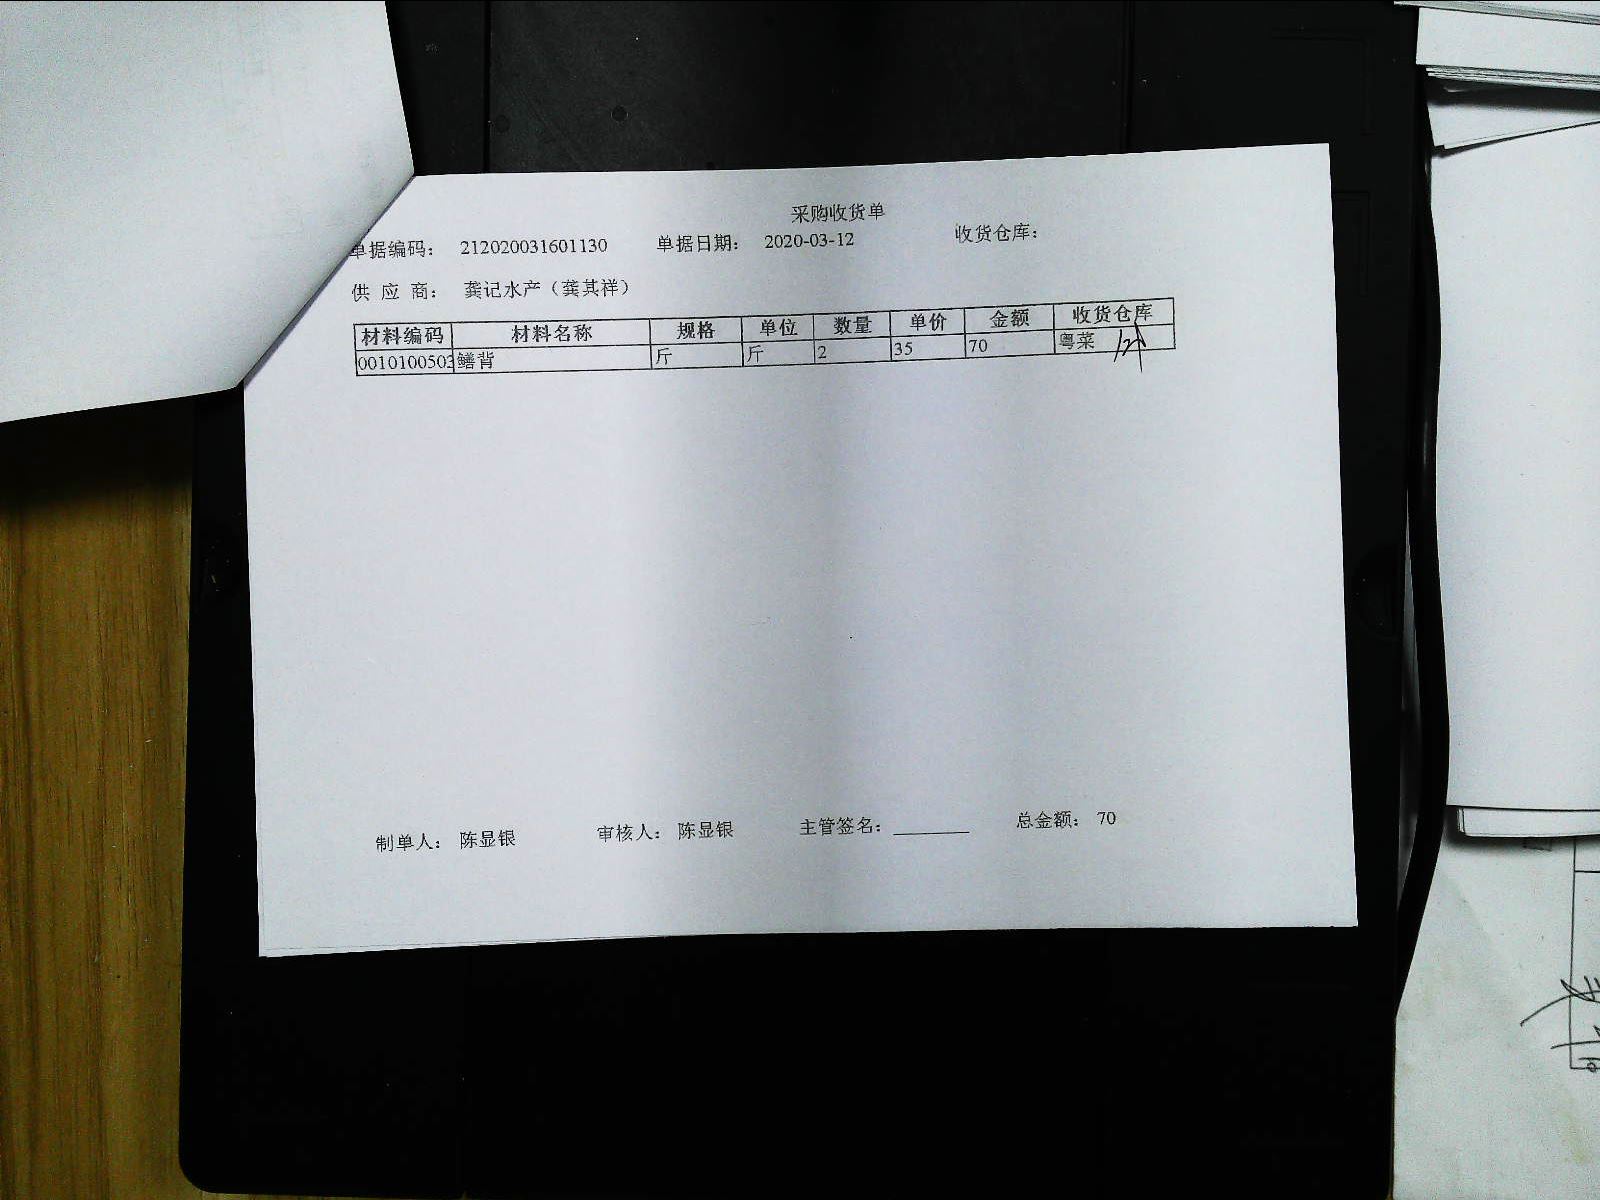 采购收货单
单据编码： 212020031601130 单据日期： 2020-03-12 收货仓库：
供 应 商： 龚记水产（龚其祥）
材料编码 材料名称 规格 单位 数量 单价 金额 收货仓库
0010100503 鳝背 斤 斤 2 35 70 粤菜
制单人： 陈显银 审核人： 陈显银 主管签名： ________ 总金额： 70